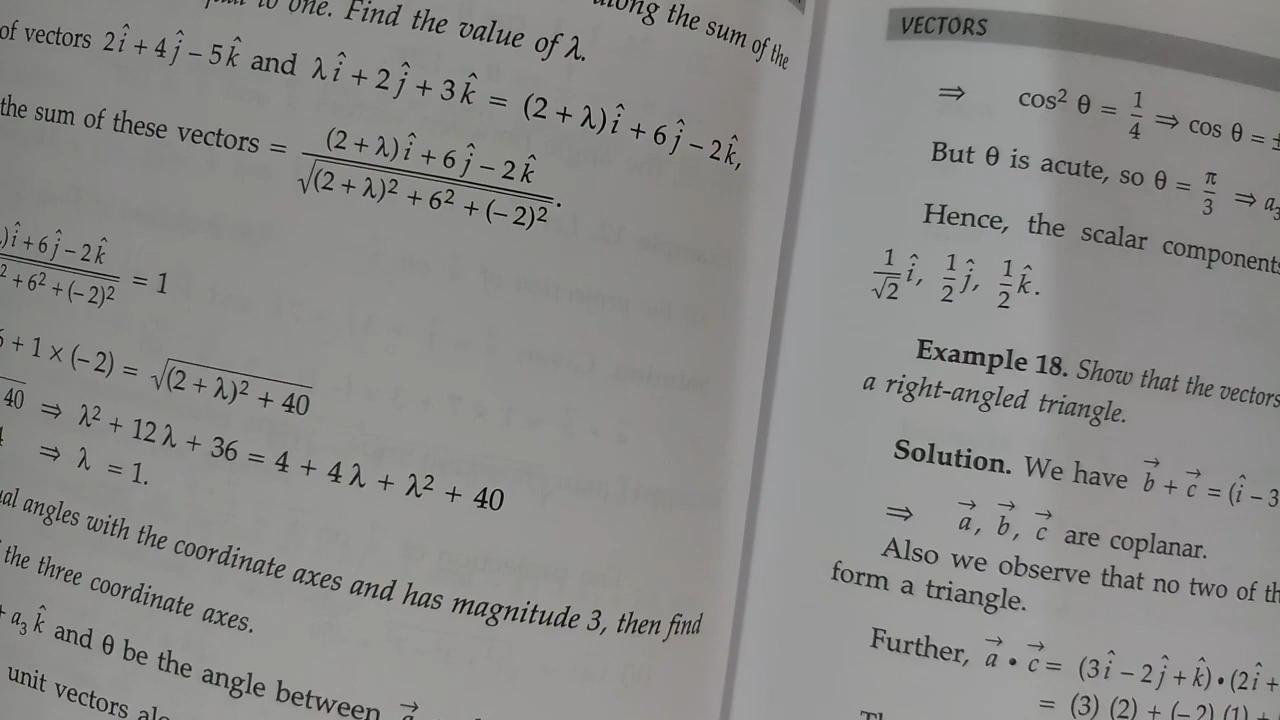 to one. Find the value of λ.
along the sum of the
of vectors 2î + 4ĵ − 5k̂ and λî + 2ĵ + 3k̂ = (2 + λ)î + 6ĵ − 2k̂,
the sum of these vectors = (2 + λ)î + 6ĵ − 2k̂ / √((2 + λ)² + 6² + (−2)²).
)î + 6ĵ − 2k̂ / ² + 6² + (−2)² = 1
6 + 1 × (−2) = √((2 + λ)² + 40)
40 ⇒ λ² + 12λ + 36 = 4 + 4λ + λ² + 40
⇒ λ = 1.
angles with the coordinate axes and has magnitude 3, then find
the three coordinate axes.
+ a₃k̂ and θ be the angle between a⃗
unit vectors
VECTORS
⇒ cos² θ = 1/4 ⇒ cos θ = ±
But θ is acute, so θ = π/3 ⇒ a₃
Hence, the scalar components
1/√2 î, 1/2 ĵ, 1/2 k̂.
Example 18. Show that the vectors
a right-angled triangle.
Solution. We have b⃗ + c⃗ = (î − 3
⇒ a⃗, b⃗, c⃗ are coplanar.
Also we observe that no two of th
form a triangle.
Further, a⃗ • c⃗ = (3î − 2ĵ + k̂) • (2î +
= (3) (2) + (−2) (1) +